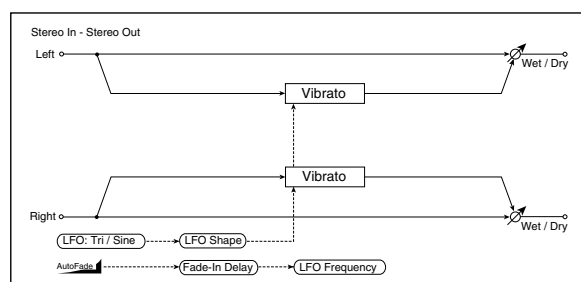 Stereo In - Stereo Out
Left
Wet / Dry
Vibrato
Vibrato
Right
Wet / Dry
LFO: Tri / Sine
LFO Shape
AutoFade
Fade-In Delay
LFO Frequency